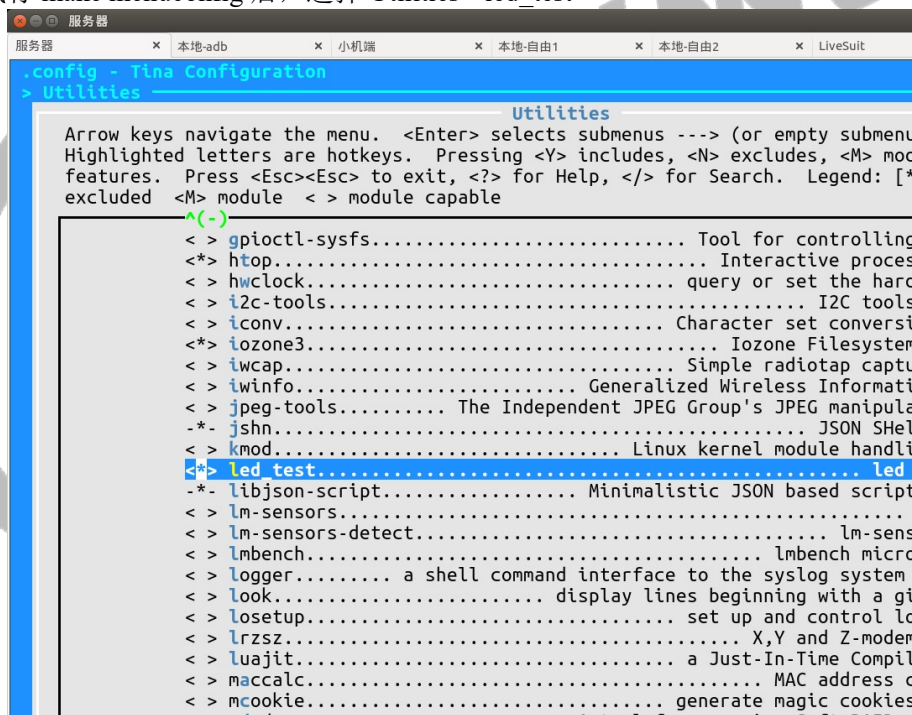 make menuconfig 后，选择 Utilities led_test
服务器
服务器 × 本地-adb × 小机端 × 本地-自由1 × 本地-自由2 × LiveSuit
.config - Tina Configuration
> Utilities
Utilities
Arrow keys navigate the menu. <Enter> selects submenus ---> (or empty submenu
Highlighted letters are hotkeys. Pressing <Y> includes, <N> excludes, <M> mod
features. Press <Esc><Esc> to exit, <?> for Help, </> for Search. Legend: [*
excluded <M> module < > module capable
^(-)
< > gpioctl-sysfs............................. Tool for controlling
<*> htop......................................... Interactive proces
< > hwclock................................... query or set the hard
< > i2c-tools............................................. I2C tools
< > iconv................................... Character set conversi
<*> iozone3...................................... Iozone Filesystem
< > iwcap.................................... Simple radiotap captu
< > iwinfo.......................... Generalized Wireless Informati
< > jpeg-tools.......... The Independent JPEG Group's JPEG manipula
-*- jshn.................................................. JSON SHel
< > kmod................................ Linux kernel module handli
<*> led_test................................................... led
-*- libjson-script.................. Minimalistic JSON based script
< > lm-sensors.....................................................
< > lm-sensors-detect....................................... lm-sens
< > lmbench........................................... lmbench micro
< > logger......... a shell command interface to the syslog system
< > look......................... display lines beginning with a gi
< > losetup.................................... set up and control lo
< > lrzsz........................................... X,Y and Z-modem
< > luajit.................................... a Just-In-Time Compil
< > maccalc............................................ MAC address c
< > mcookie.................................. generate magic cookies